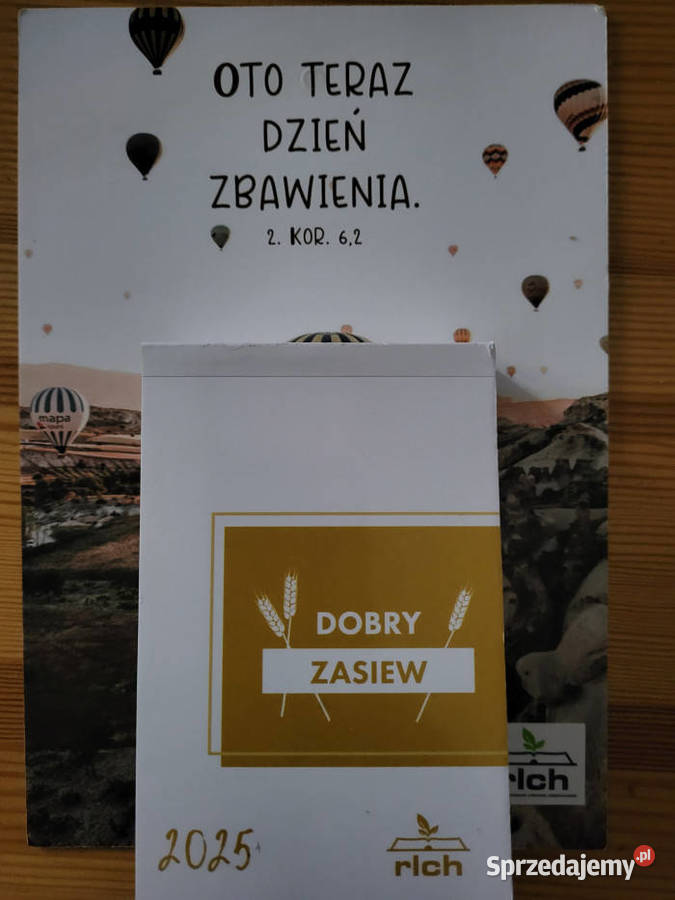 OTO TERAZ
DZIEŃ
ZBAWIENIA.
2. KOR. 6,2
mapa
DOBRY
ZASIEW
rlch
2025
rlch
Sprzedajemy.pl